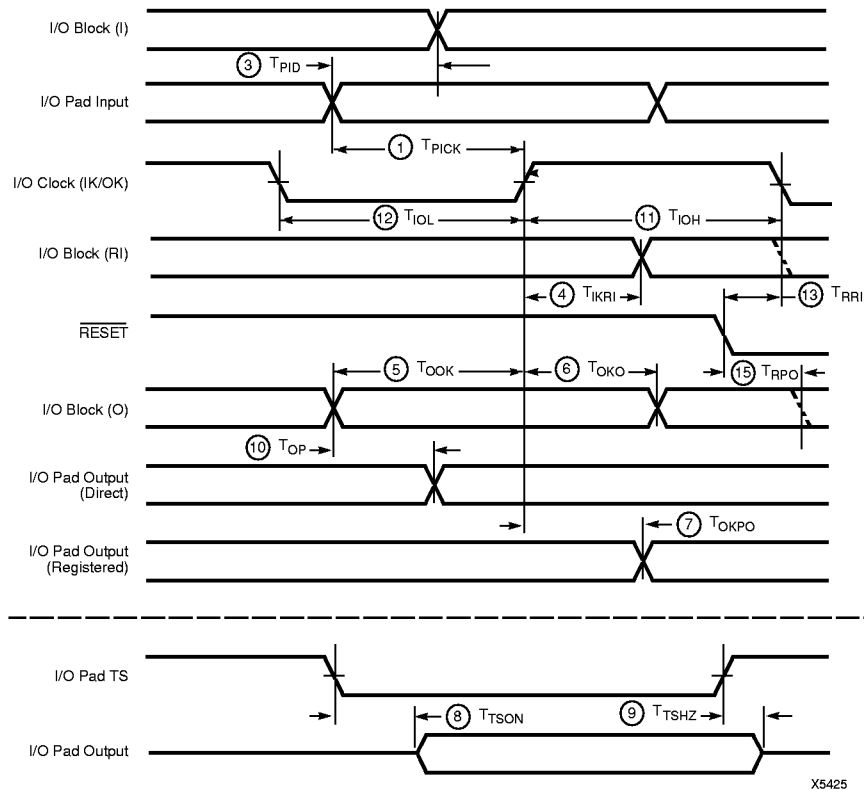 I/O Block (I)
3 TPID
I/O Pad Input
1 TPICK
I/O Clock (IK/OK)
12 TIOL
11 TIOH
I/O Block (RI)
4 TIKRI
13 TRRI
RESET
5 TOOK
6 TOKO
15 TRPO
I/O Block (O)
10 TOP
I/O Pad Output
(Direct)
7 TOKPO
I/O Pad Output
(Registered)
I/O Pad TS
8 TTSON
9 TTSHZ
I/O Pad Output
X5425